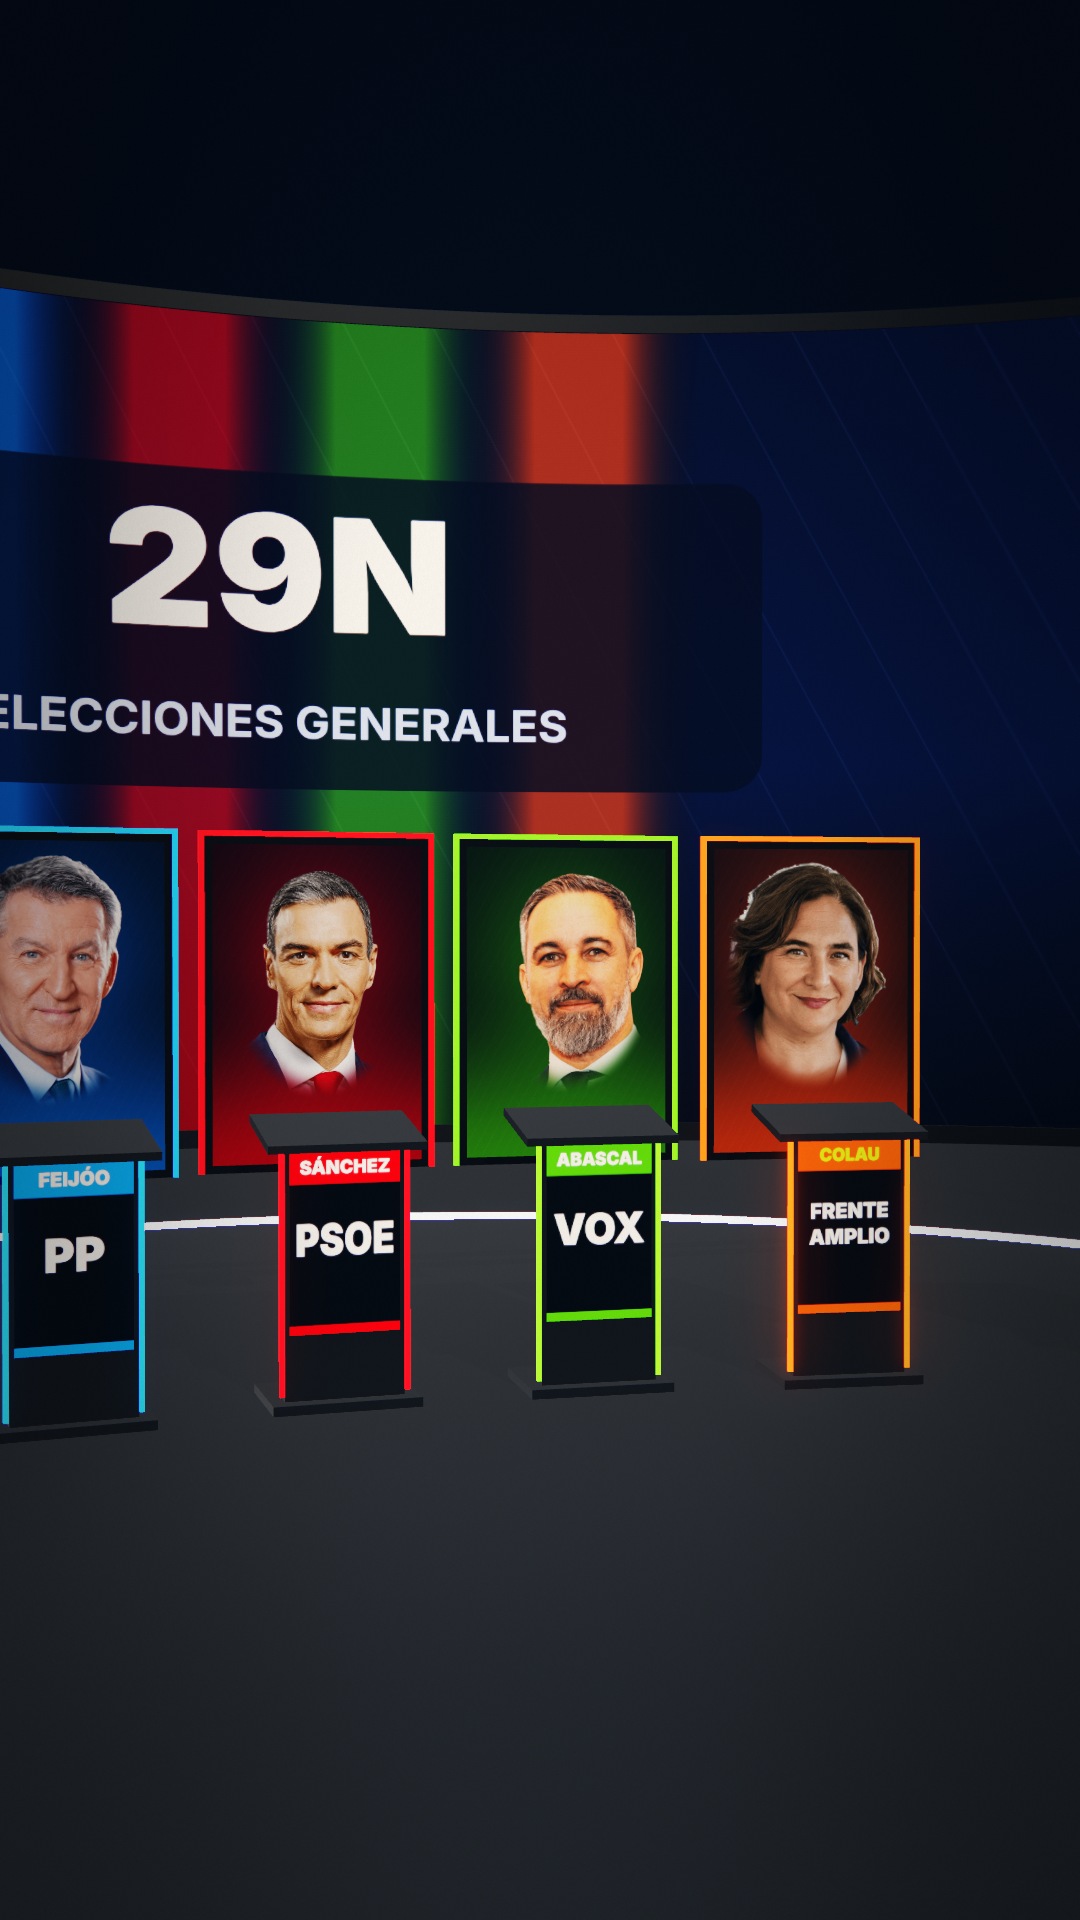 29N
ELECCIONES GENERALES
FEIJÓO
PP
SÁNCHEZ
PSOE
ABASCAL
VOX
COLAU
FRENTE
AMPLIO